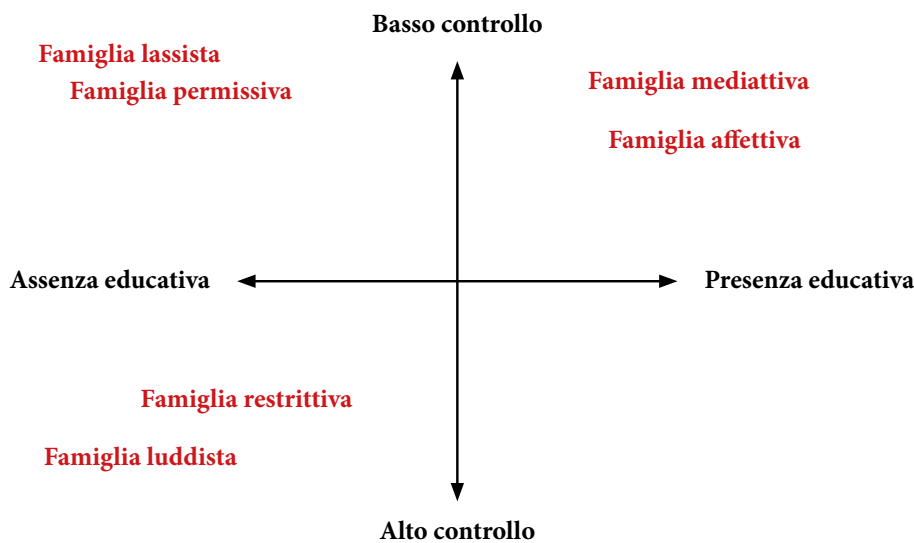 Basso controllo
Famiglia lassista
Famiglia permissiva
Famiglia mediattiva
Famiglia affettiva
Assenza educativa
Presenza educativa
Famiglia restrittiva
Famiglia luddista
Alto controllo